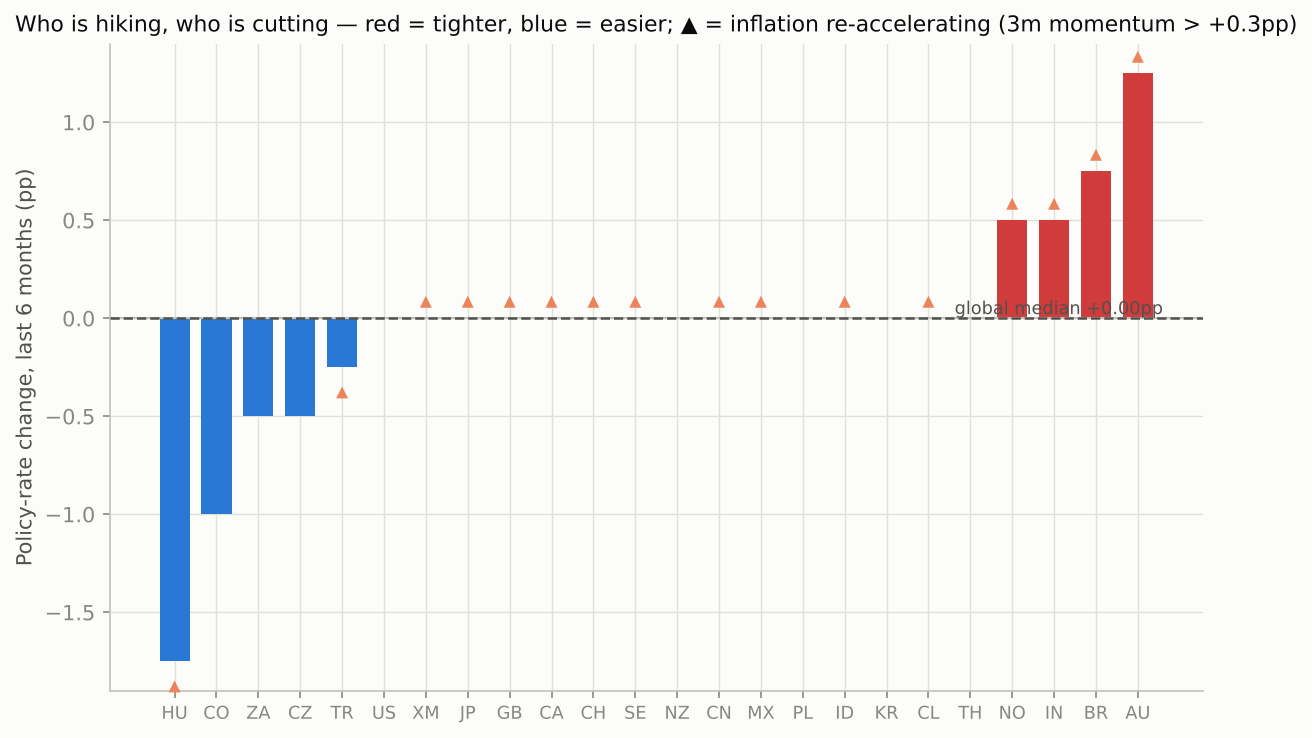 Who is hiking, who is cutting — red = tighter, blue = easier; ▲ = inflation re-accelerating (3m momentum > +0.3pp)
Policy-rate change, last 6 months (pp)
1.0
0.5
0.0
−0.5
−1.0
−1.5
global median +0.00pp
HU CO ZA CZ TR US XM JP GB CA CH SE NZ CN MX PL ID KR CL TH NO IN BR AU